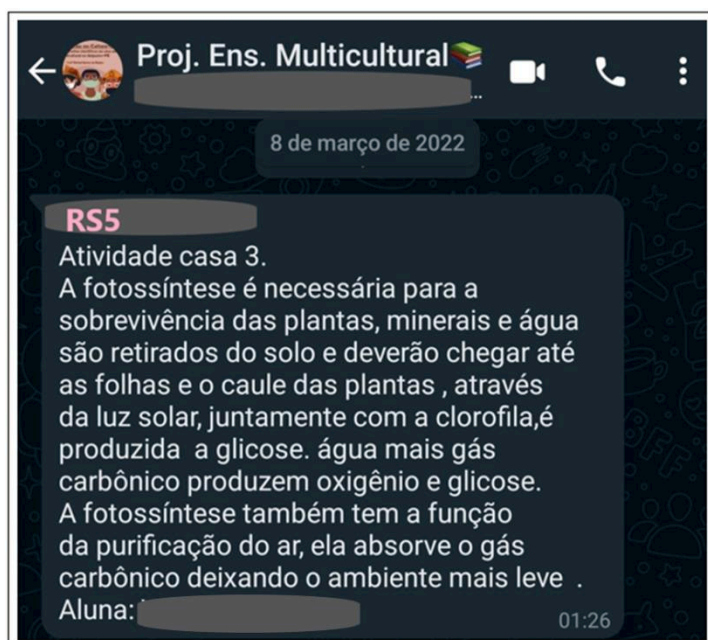 Proj. Ens. Multicultural📚
...
8 de março de 2022
RS5
Atividade casa 3.
A fotossíntese é necessária para a
sobrevivência das plantas, minerais e água
são retirados do solo e deverão chegar até
as folhas e o caule das plantas , através
da luz solar, juntamente com a clorofila,é
produzida  a glicose. água mais gás
carbônico produzem oxigênio e glicose.
A fotossíntese também tem a função
da purificação do ar, ela absorve o gás
carbônico deixando o ambiente mais leve  .
Aluna:
01:26